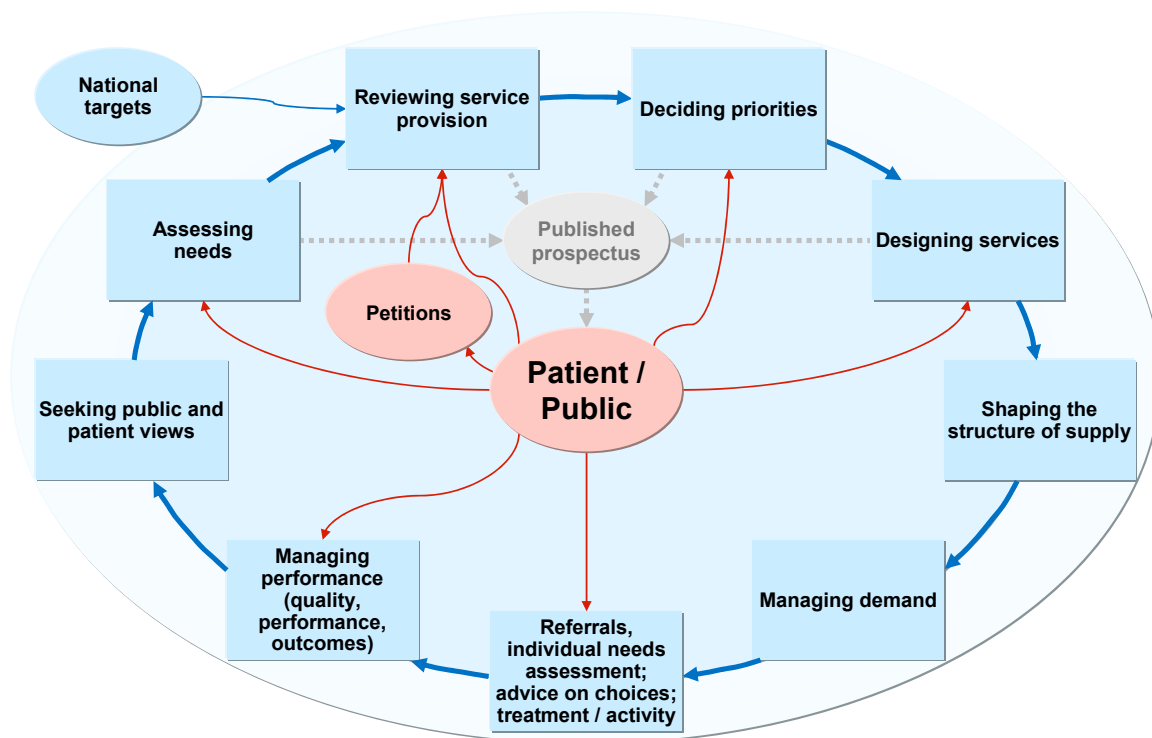 National
targets
Reviewing service
provision
Deciding priorities
Assessing
needs
Published
prospectus
Designing services
Petitions
Patient /
Public
Seeking public and
patient views
Shaping the
structure of supply
Managing
performance
(quality,
performance,
outcomes)
Managing demand
Referrals,
individual needs
assessment;
advice on choices;
treatment / activity